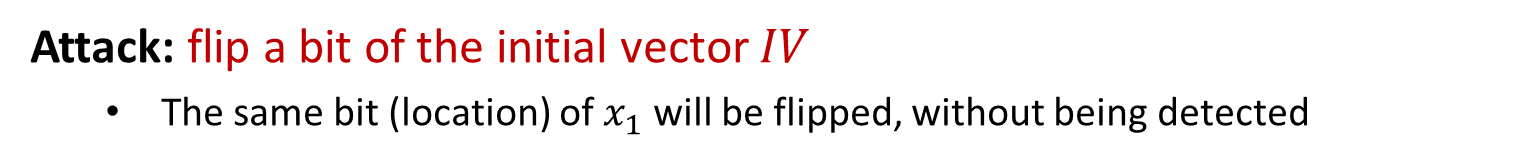 Attack: flip a bit of the initial vector IV
• The same bit (location) of x₁ will be flipped, without being detected